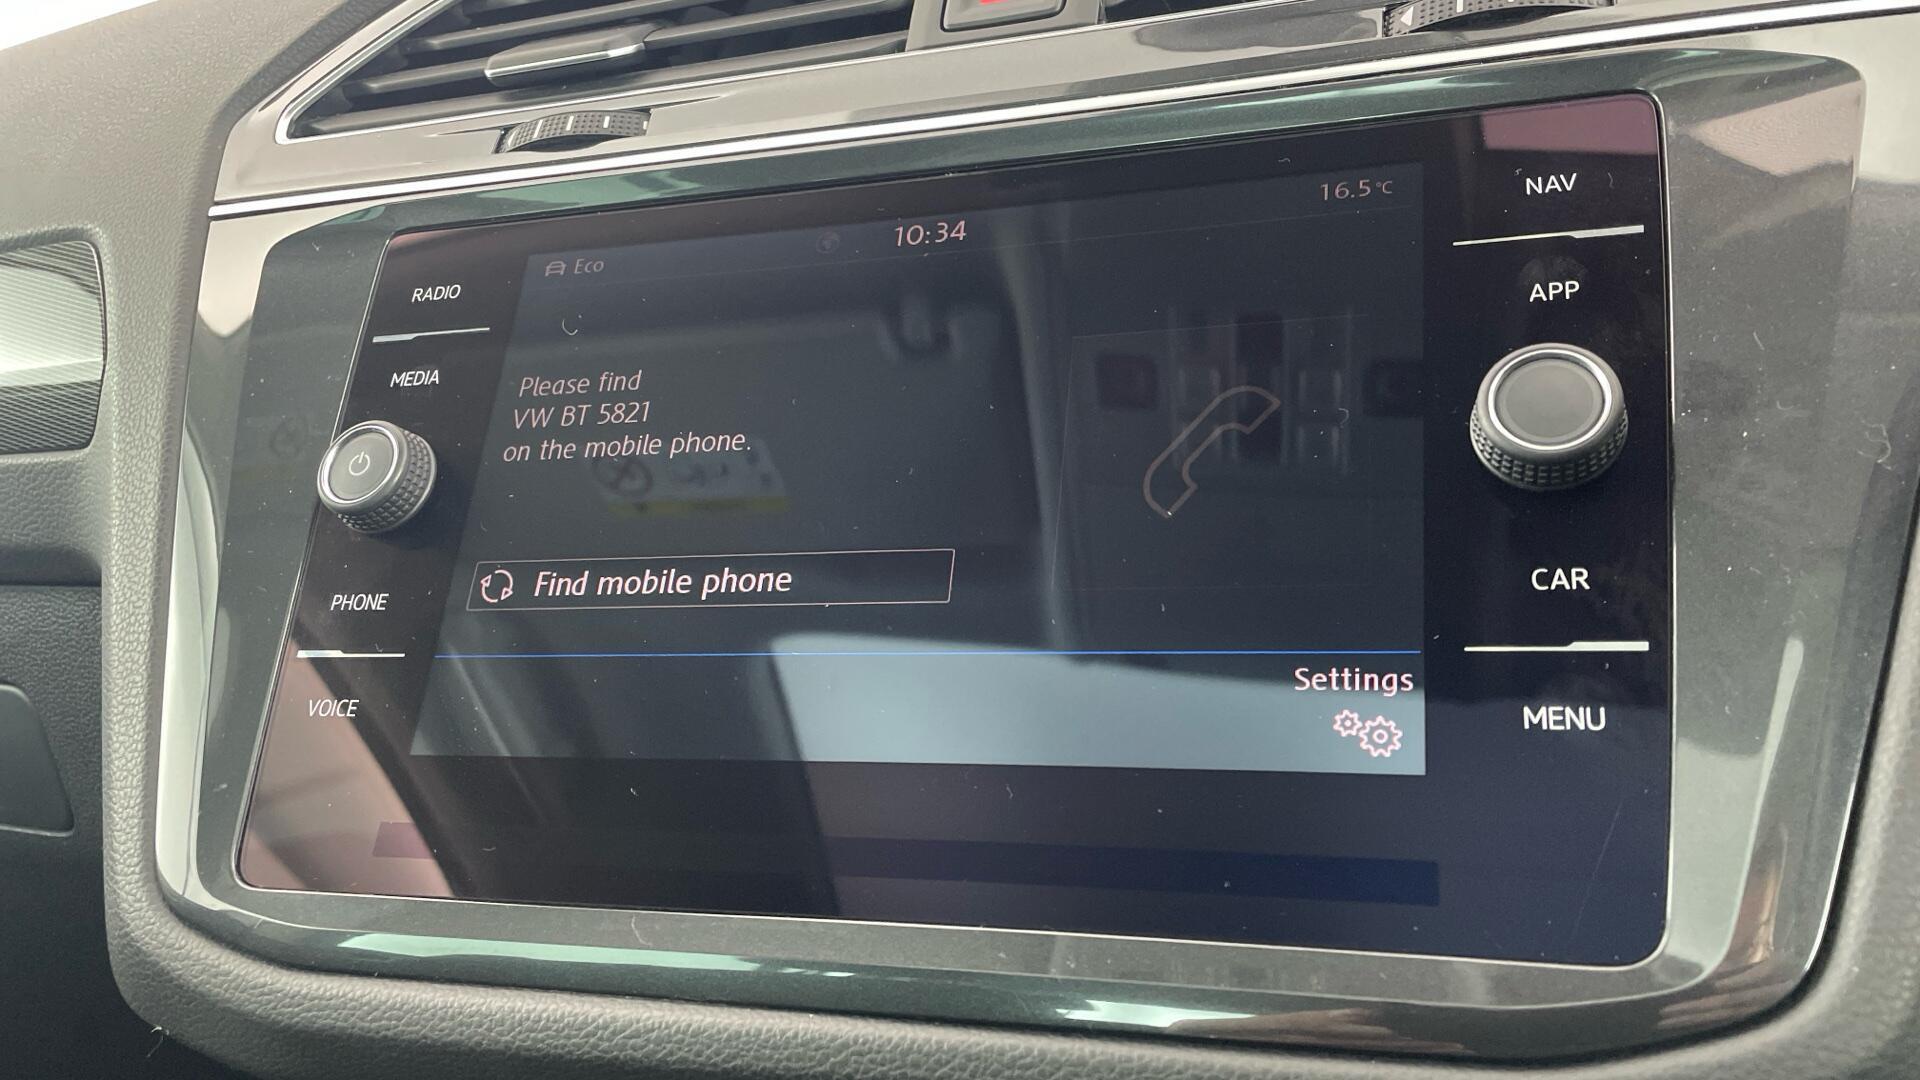 NAV
16.5°C
10:34
Eco
RADIO
APP
MEDIA
Please find
VW BT 5821
on the mobile phone.
Find mobile phone
CAR
PHONE
Settings
VOICE
MENU